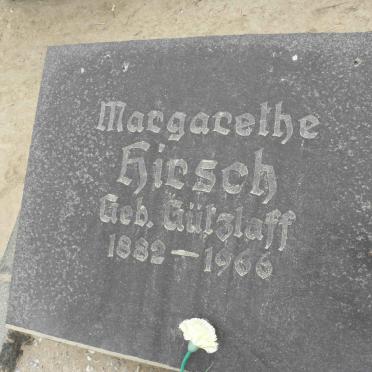 Margarethe
Hirsch
Geb. Gützlaff
1882 – 1966